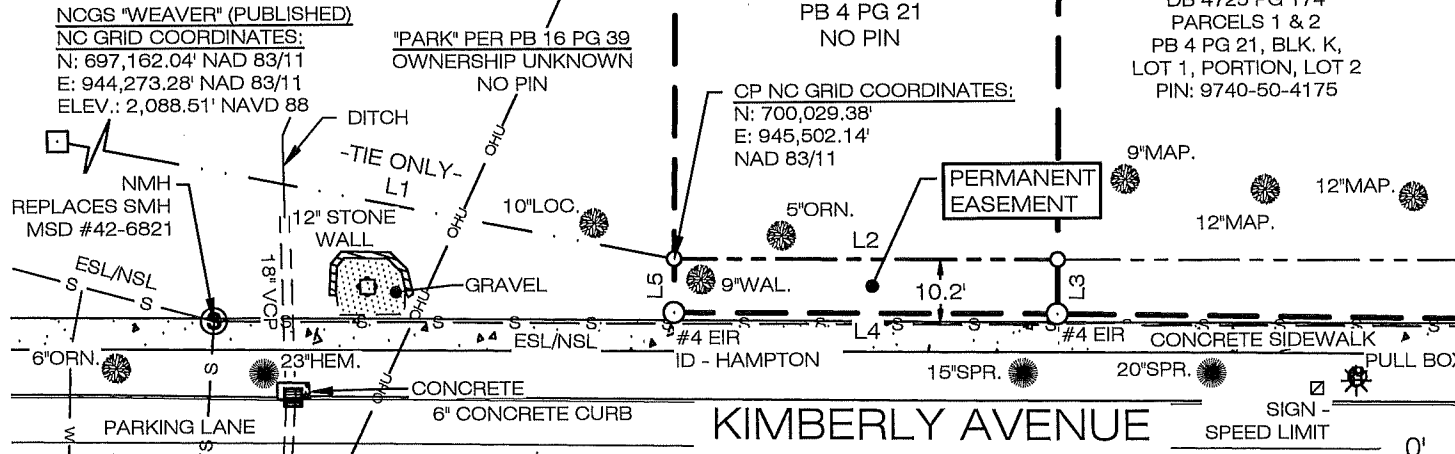 NCGS "WEAVER" (PUBLISHED)
NC GRID COORDINATES:
N: 697,162.04' NAD 83/11
E: 944,273.28' NAD 83/11
ELEV.: 2,088.51' NAVD 88
"PARK" PER PB 16 PG 39
OWNERSHIP UNKNOWN
NO PIN
PB 4 PG 21
NO PIN
DB 4725 PG 174
PARCELS 1 & 2
PB 4 PG 21, BLK. K,
LOT 1, PORTION, LOT 2
PIN: 9740-50-4175
CP NC GRID COORDINATES:
N: 700,029.38'
E: 945,502.14'
NAD 83/11
DITCH
-TIE ONLY-
L1
OHU
NMH
REPLACES SMH
MSD #42-6821
12" STONE
WALL
10"LOC.
5"ORN.
PERMANENT
EASEMENT
9"MAP.
12"MAP.
12"MAP.
OHU
L2
ESL/NSL
S
S
18" VCP
GRAVEL
OHU
L5
9"WAL.
10.2'
L3
S
S
S
S
S
S
S
S
S
ESL/NSL
#4 EIR
ID - HAMPTON
L4
#4 EIR
CONCRETE SIDEWALK
6"ORN.
S
23"HEM.
15"SPR.
20"SPR.
PULL BOX
CONCRETE
OHU
6" CONCRETE CURB
KIMBERLY AVENUE
SIGN -
SPEED LIMIT
PARKING LANE
W
S
0'